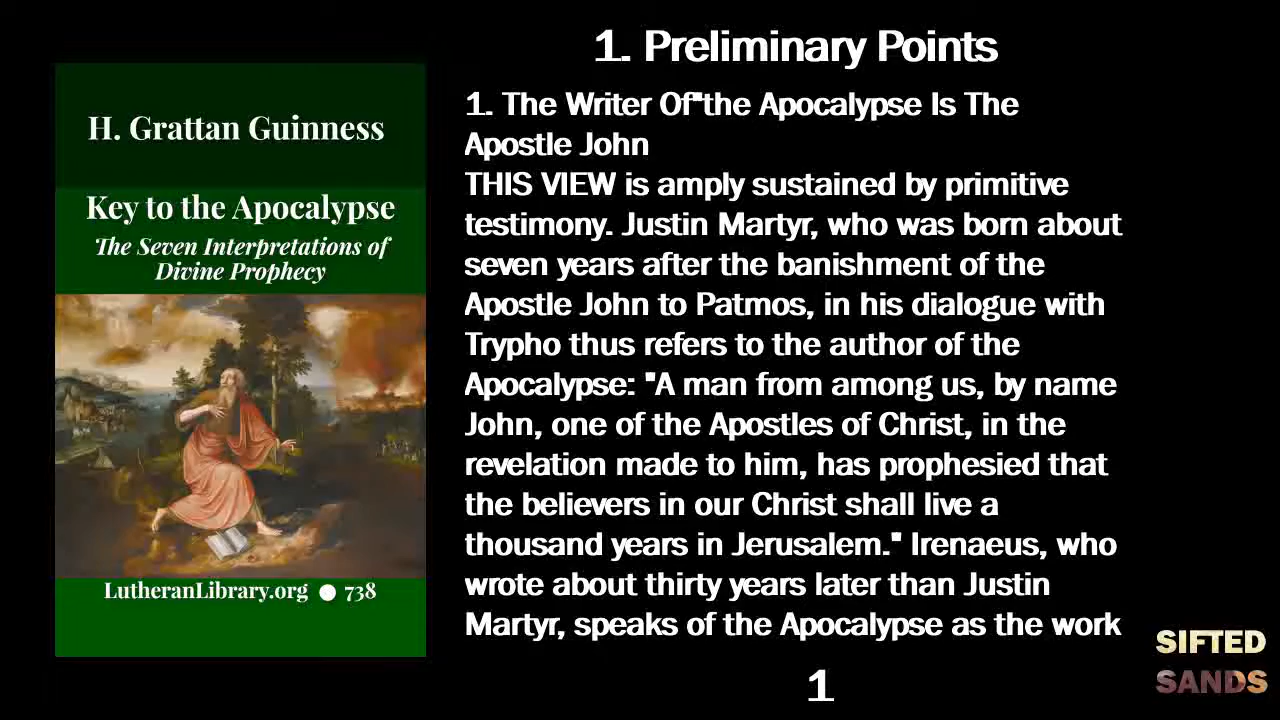 H. Grattan Guinness
Key to the Apocalypse
The Seven Interpretations of
Divine Prophecy
LutheranLibrary.org ● 738
1. Preliminary Points
1. The Writer Of"the Apocalypse Is The
Apostle John
THIS VIEW is amply sustained by primitive
testimony. Justin Martyr, who was born about
seven years after the banishment of the
Apostle John to Patmos, in his dialogue with
Trypho thus refers to the author of the
Apocalypse: "A man from among us, by name
John, one of the Apostles of Christ, in the
revelation made to him, has prophesied that
the believers in our Christ shall live a
thousand years in Jerusalem." Irenaeus, who
wrote about thirty years later than Justin
Martyr, speaks of the Apocalypse as the work
1
SIFTED
SANDS